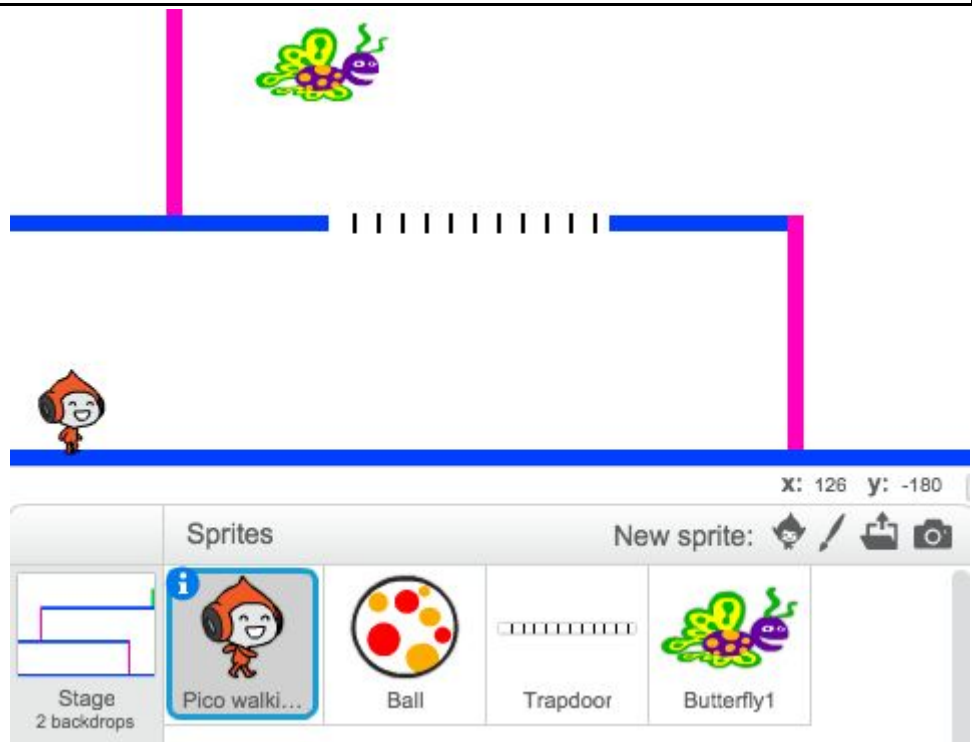 x: 126 y: -180
Sprites New sprite:
Stage
2 backdrops
Pico walki... Ball Trapdoor Butterfly1